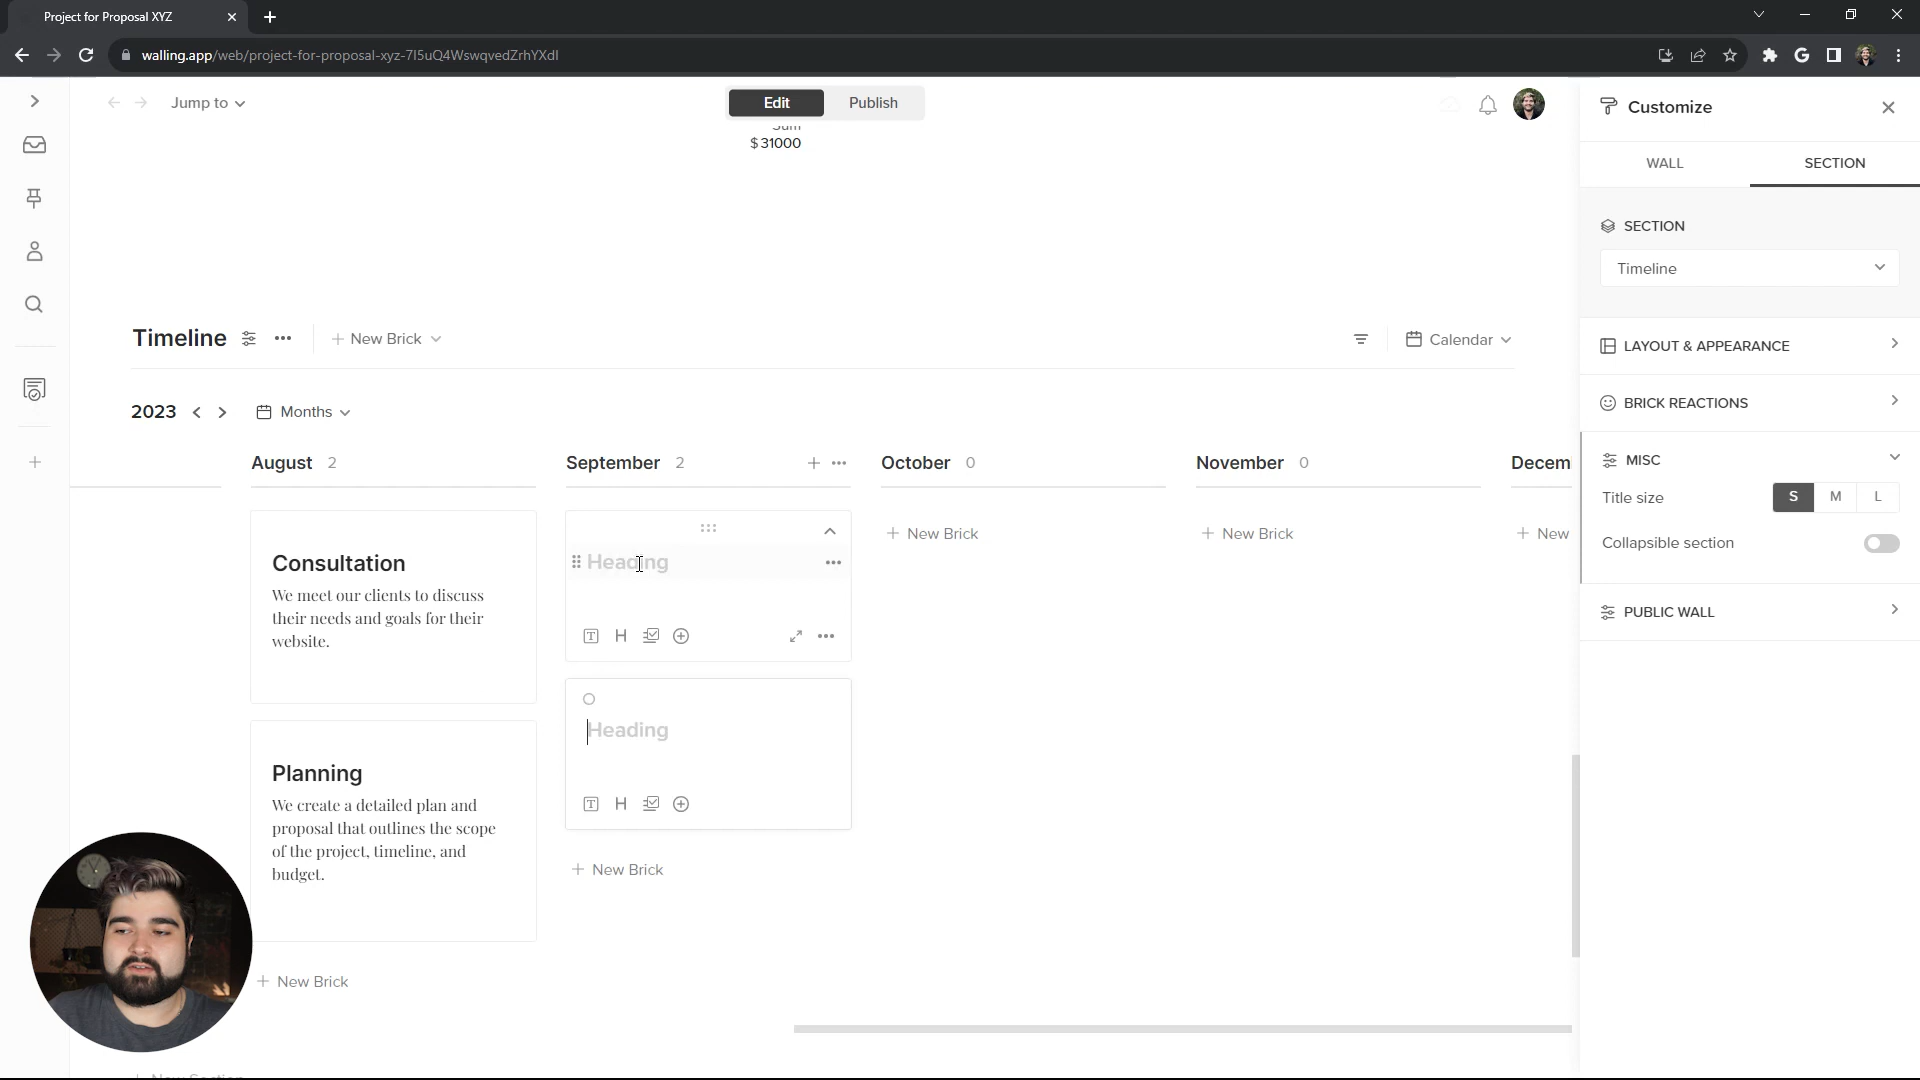 Project for Proposal XYZ
walling.app/web/project-for-proposal-xyz-7I5uQ4WswqvedZrhYXdI
Jump to
Edit
Publish
Sum
$ 31000
Customize
WALL
SECTION
SECTION
Timeline
LAYOUT & APPEARANCE
BRICK REACTIONS
MISC
Title size
S
M
L
Collapsible section
PUBLIC WALL
Timeline
New Brick
Calendar
2023
Months
August 2
September 2
October 0
November 0
Decem
Consultation
We meet our clients to discuss
their needs and goals for their
website.
Planning
We create a detailed plan and
proposal that outlines the scope
of the project, timeline, and
budget.
New Brick
Heading
Heading
New Brick
New Brick
New Brick
New
New Section